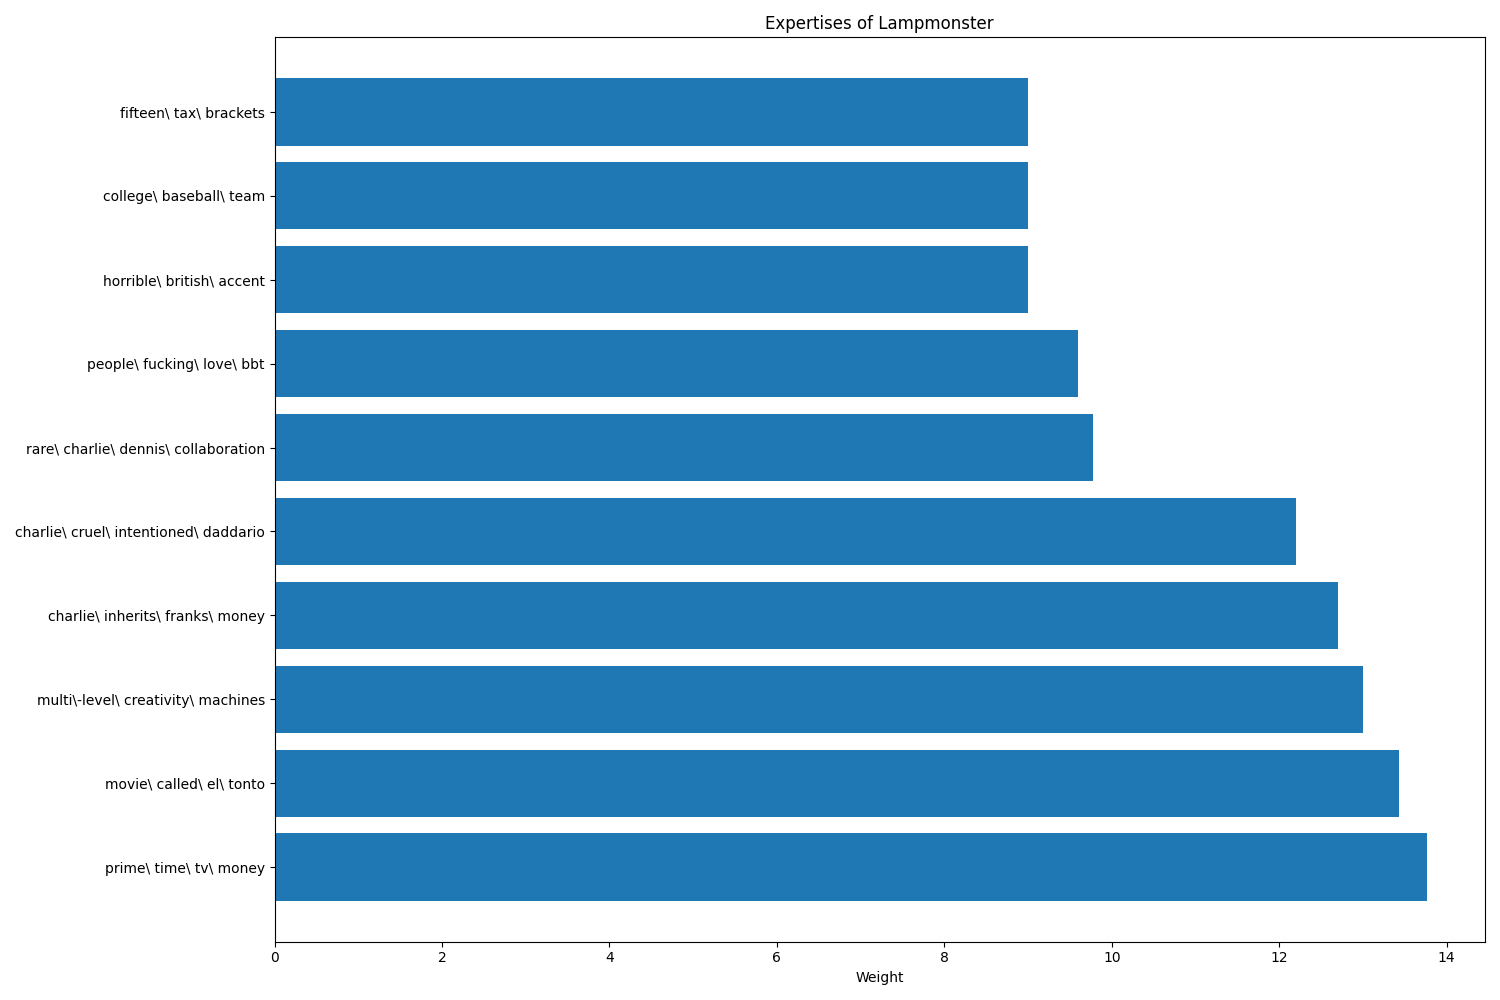 Expertises of Lampmonster
fifteen\ tax\ brackets
college\ baseball\ team
horrible\ british\ accent
people\ fucking\ love\ bbt
rare\ charlie\ dennis\ collaboration
charlie\ cruel\ intentioned\ daddario
charlie\ inherits\ franks\ money
multi\-level\ creativity\ machines
movie\ called\ el\ tonto
prime\ time\ tv\ money
0 2 4 6 8 10 12 14
Weight